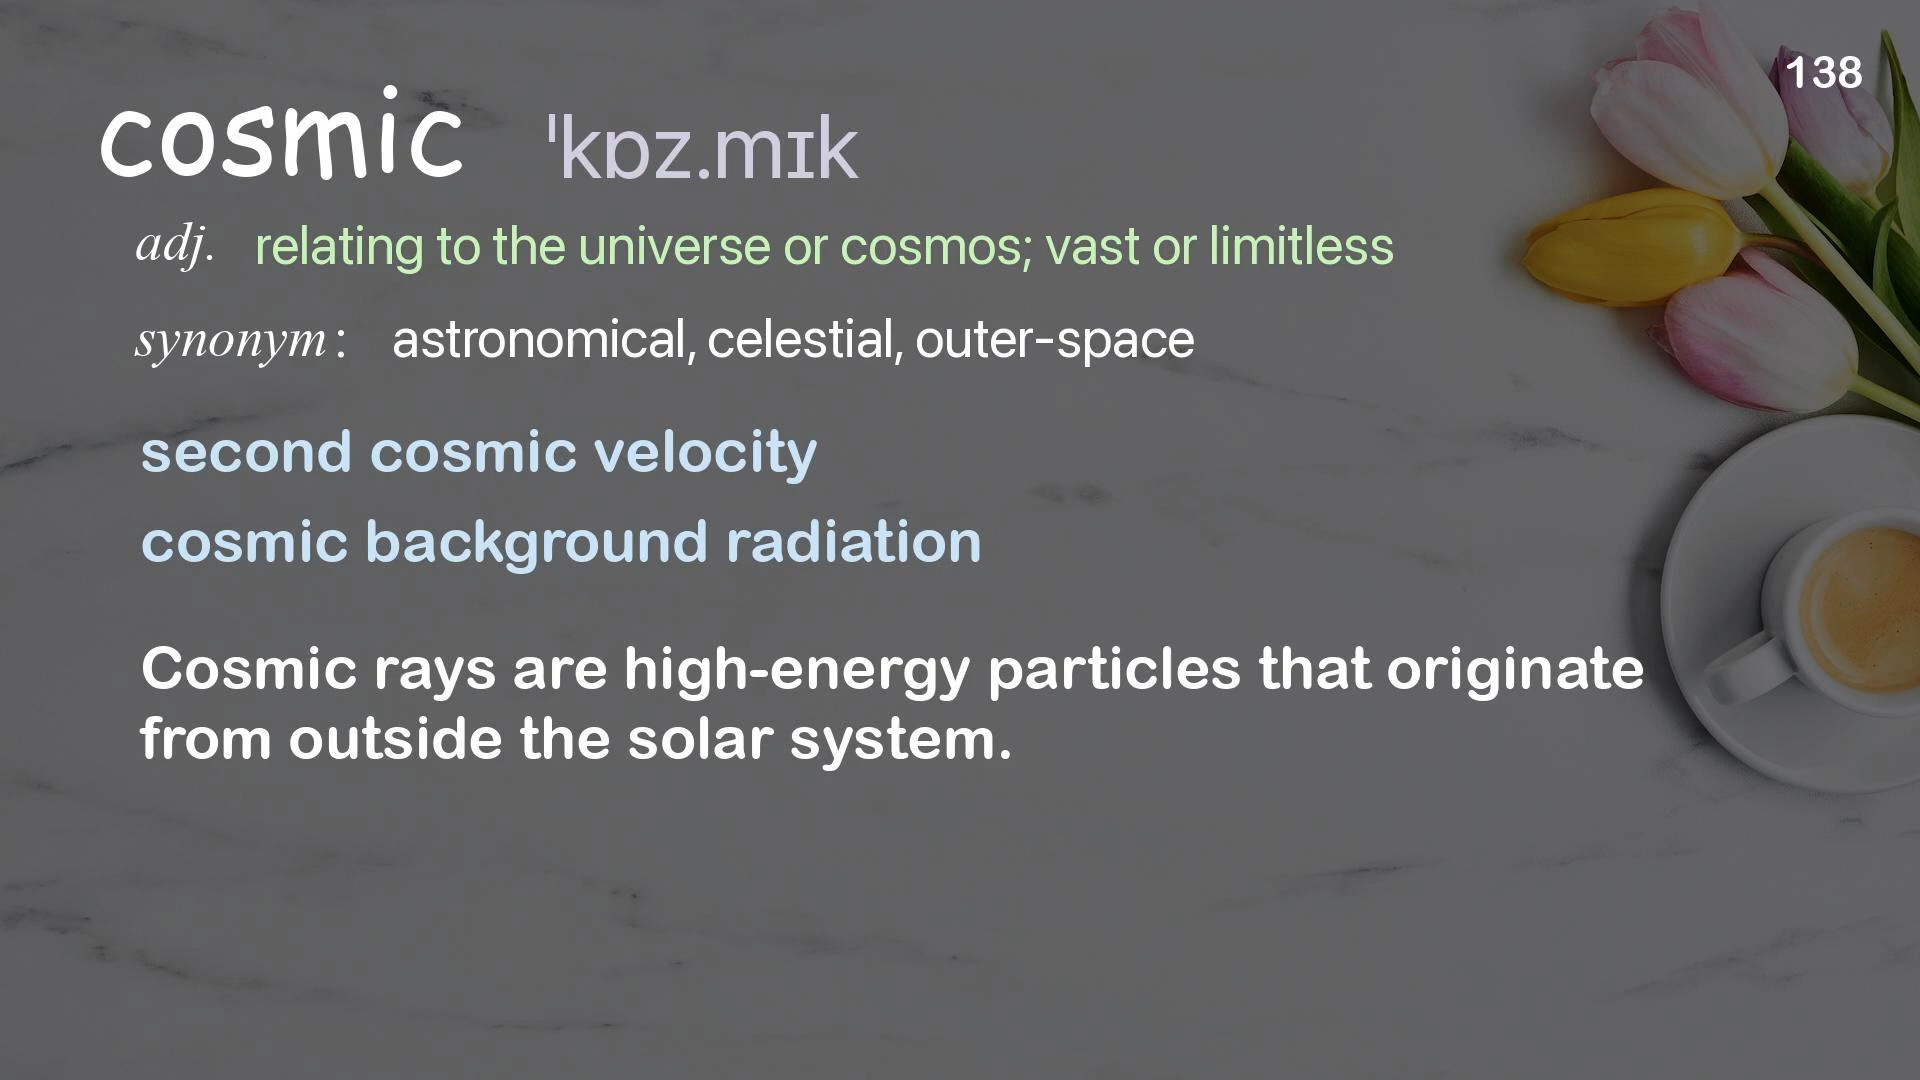 138
cosmic ˈkɒz.mɪk
adj. relating to the universe or cosmos; vast or limitless
synonym: astronomical, celestial, outer-space
second cosmic velocity
cosmic background radiation
Cosmic rays are high-energy particles that originate
from outside the solar system.